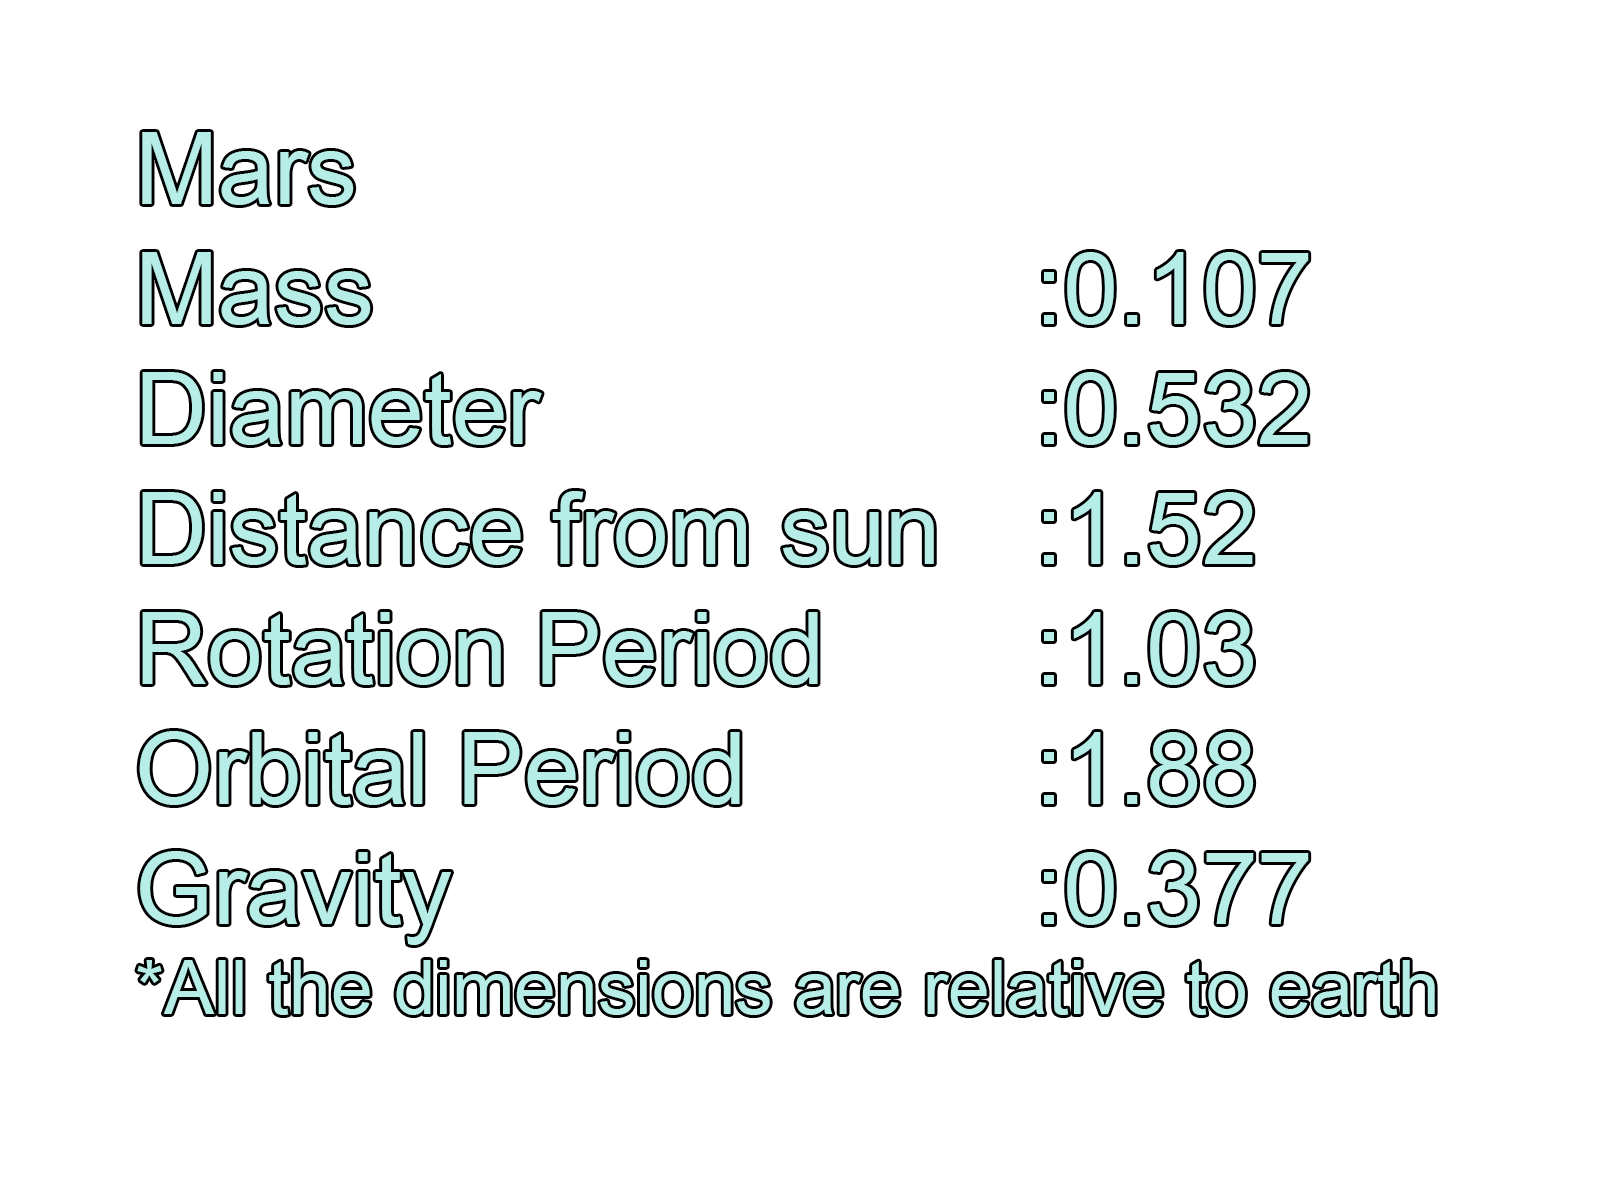 Mars
Mass :0.107
Diameter :0.532
Distance from sun :1.52
Rotation Period :1.03
Orbital Period :1.88
Gravity :0.377
*All the dimensions are relative to earth